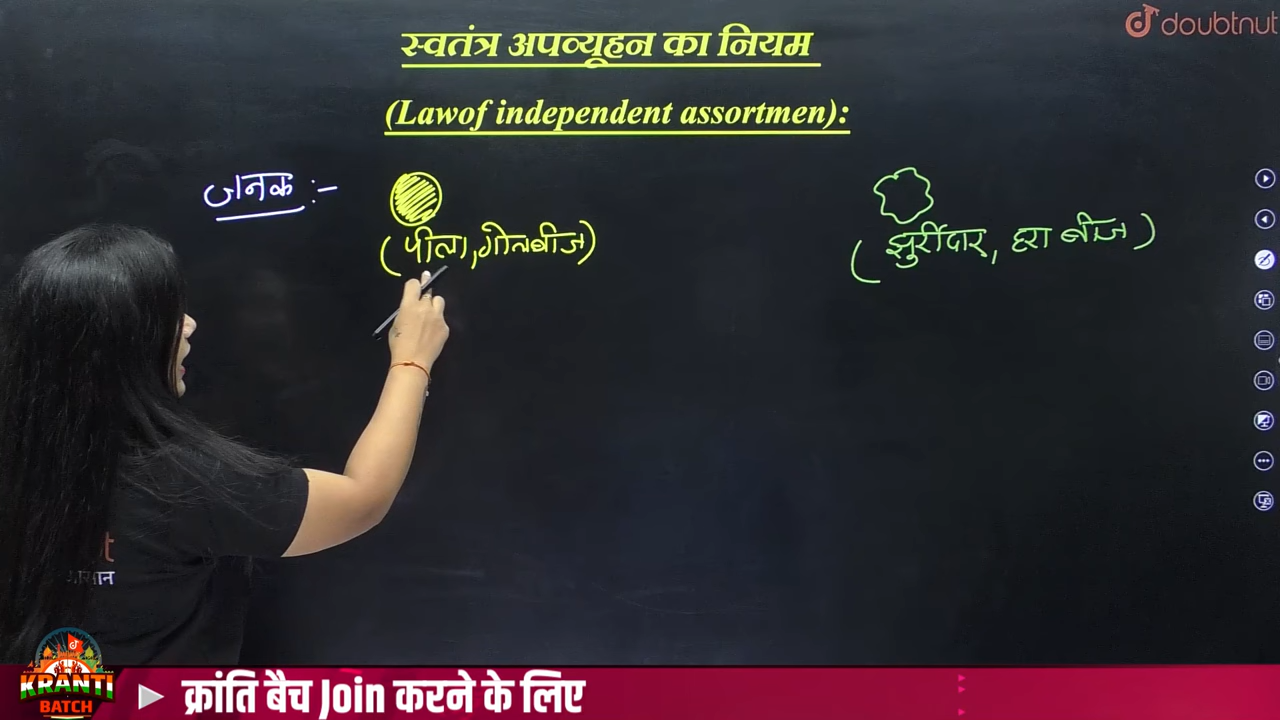 स्वतंत्र अपव्यूहन का नियम
doubtnut
(Lawof independent assortmen):
जनक :-
(पीला, गोलबीज)
(झुर्रीदार, हरा बीज)
KRANTI
BATCH
क्रांति बैच Join करने के लिए